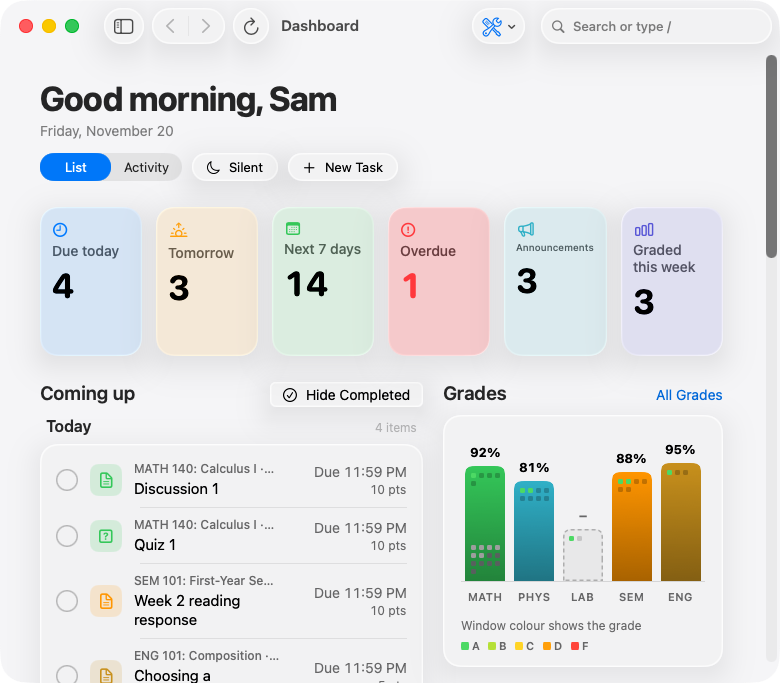 Dashboard
Search or type /
Good morning, Sam
Friday, November 20
List
Activity
Silent
New Task
Due today
4
Tomorrow
3
Next 7 days
14
Overdue
1
Announcements
3
Graded
this week
3
Coming up
Hide Completed
Today
4 items
MATH 140: Calculus I ·...
Due 11:59 PM
Discussion 1
10 pts
MATH 140: Calculus I ·...
Due 11:59 PM
Quiz 1
10 pts
SEM 101: First-Year Se...
Due 11:59 PM
Week 2 reading
response
10 pts
ENG 101: Composition ·...
Due 11:59 PM
Choosing a
Grades
All Grades
92%
81%
–
88%
95%
MATH
PHYS
LAB
SEM
ENG
Window colour shows the grade
A
B
C
D
F